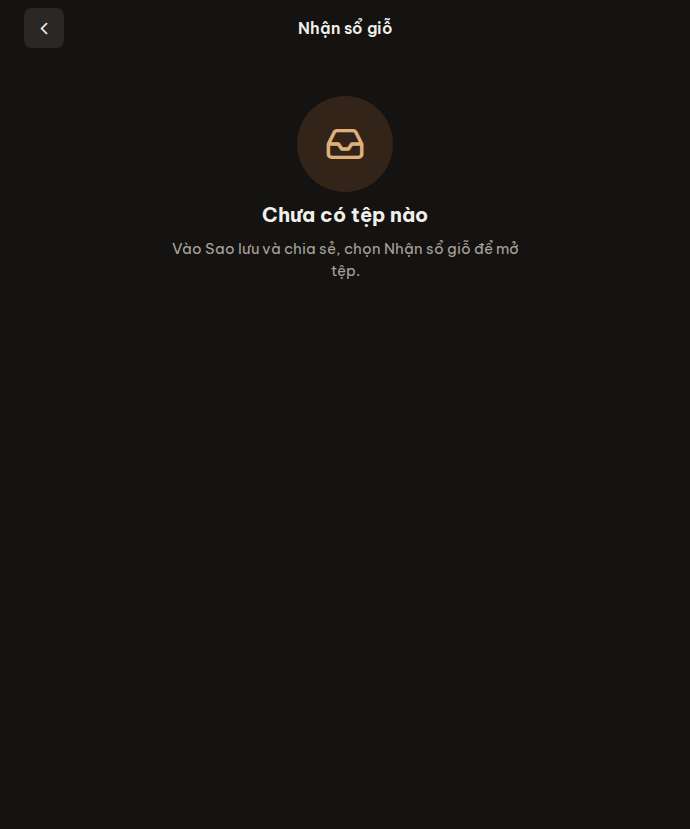 Nhận sổ giỗ
Chưa có tệp nào
Vào Sao lưu và chia sẻ, chọn Nhận sổ giỗ để mở
tệp.